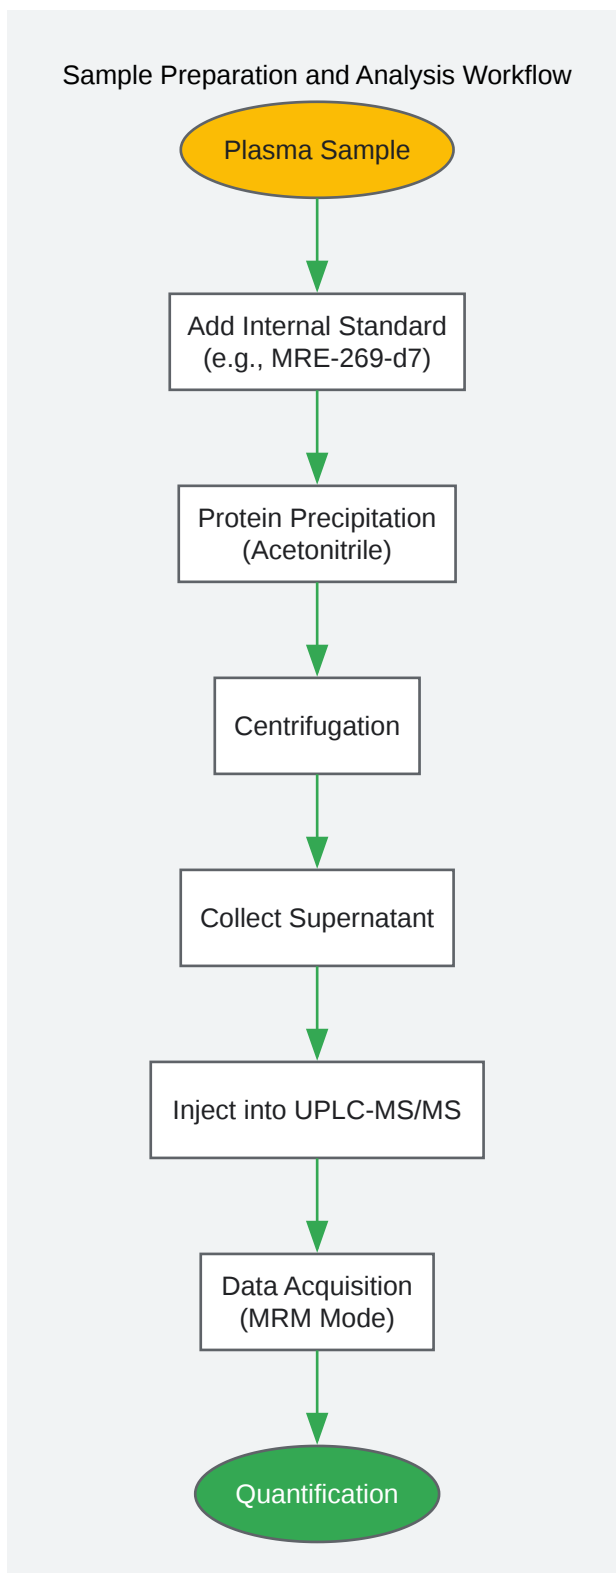 Sample Preparation and Analysis Workflow
Plasma Sample
Add Internal Standard
(e.g., MRE-269-d7)
Protein Precipitation
(Acetonitrile)
Centrifugation
Collect Supernatant
Inject into UPLC-MS/MS
Data Acquisition
(MRM Mode)
Quantification